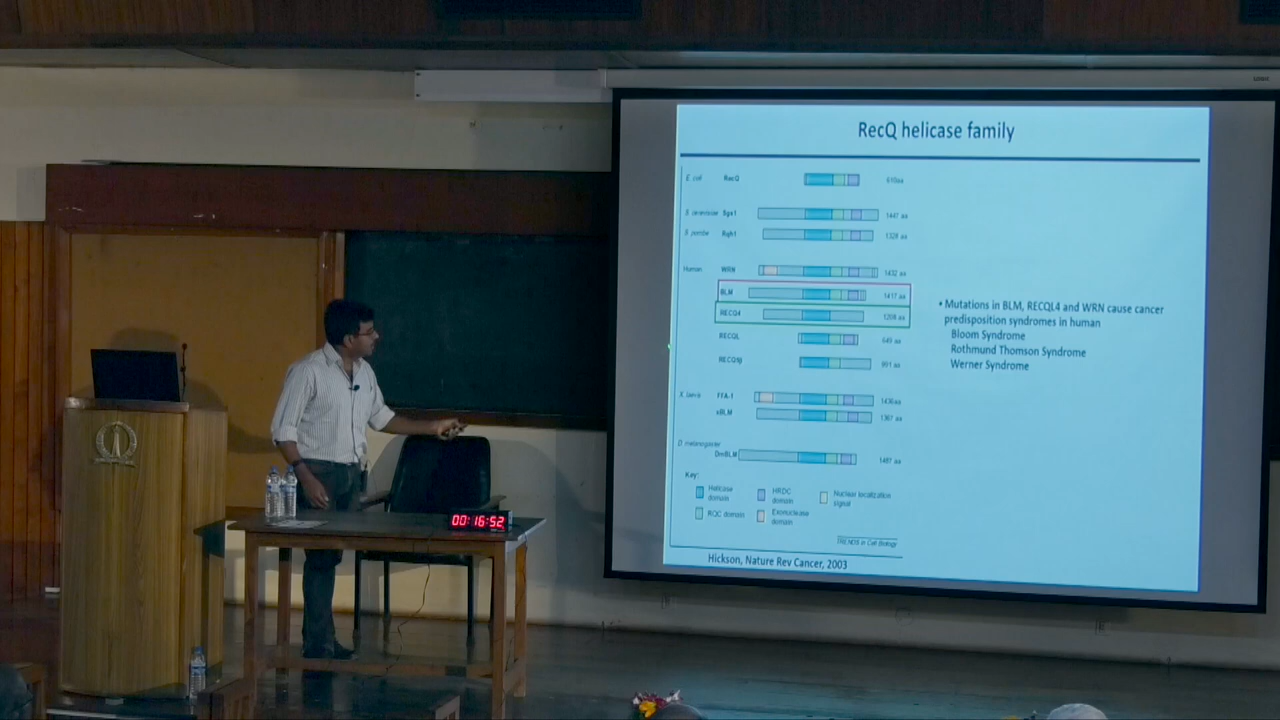 RecQ helicase family
E. coli RecQ 610aa
S. cerevisiae Sgs1 1447 aa
S. pombe Rqh1 1328 aa
Human WRN 1432 aa
BLM 1417 aa
RECQ4 1208 aa
RECQL 649 aa
RECQ5β 991 aa
X. laevis FFA-1 1436aa
xBLM 1367 aa
D. melanogaster
DmBLM 1487 aa
Key:
Helicase domain
HRDC domain
Nuclear localization signal
RQC domain
Exonuclease domain
TRENDS in Cell Biology
Hickson, Nature Rev Cancer, 2003
• Mutations in BLM, RECQL4 and WRN cause cancer
predisposition syndromes in human
Bloom Syndrome
Rothmund Thomson Syndrome
Werner Syndrome
00:16:52